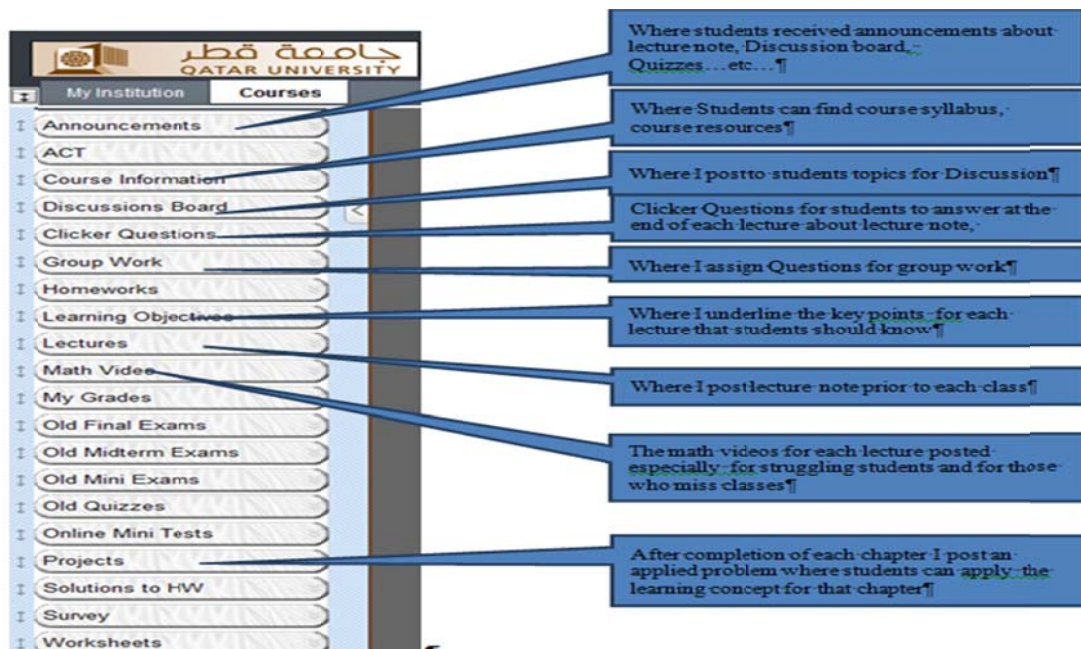 جامعة قطر
QATAR UNIVERSITY
My Institution
Courses
Announcements
ACT
Course Information
Discussions Board
Clicker Questions
Group Work
Homeworks
Learning Objectives
Lectures
Math Video
My Grades
Old Final Exams
Old Midterm Exams
Old Mini Exams
Old Quizzes
Online Mini Tests
Projects
Solutions to HW
Survey
Worksheets
Where students received announcements about
lecture note, Discussion board,
Quizzes…etc…¶
Where Students can find course syllabus,
course resources¶
Where I post to students topics for Discussion¶
Clicker Questions for students to answer at the
end of each lecture about lecture note,
Where I assign Questions for group work¶
Where I underline the key points for each
lecture that students should know¶
Where I post lecture note prior to each class¶
The math videos for each lecture posted
especially for struggling students and for those
who miss classes¶
After completion of each chapter I post an
applied problem where students can apply the
learning concept for that chapter¶
¶